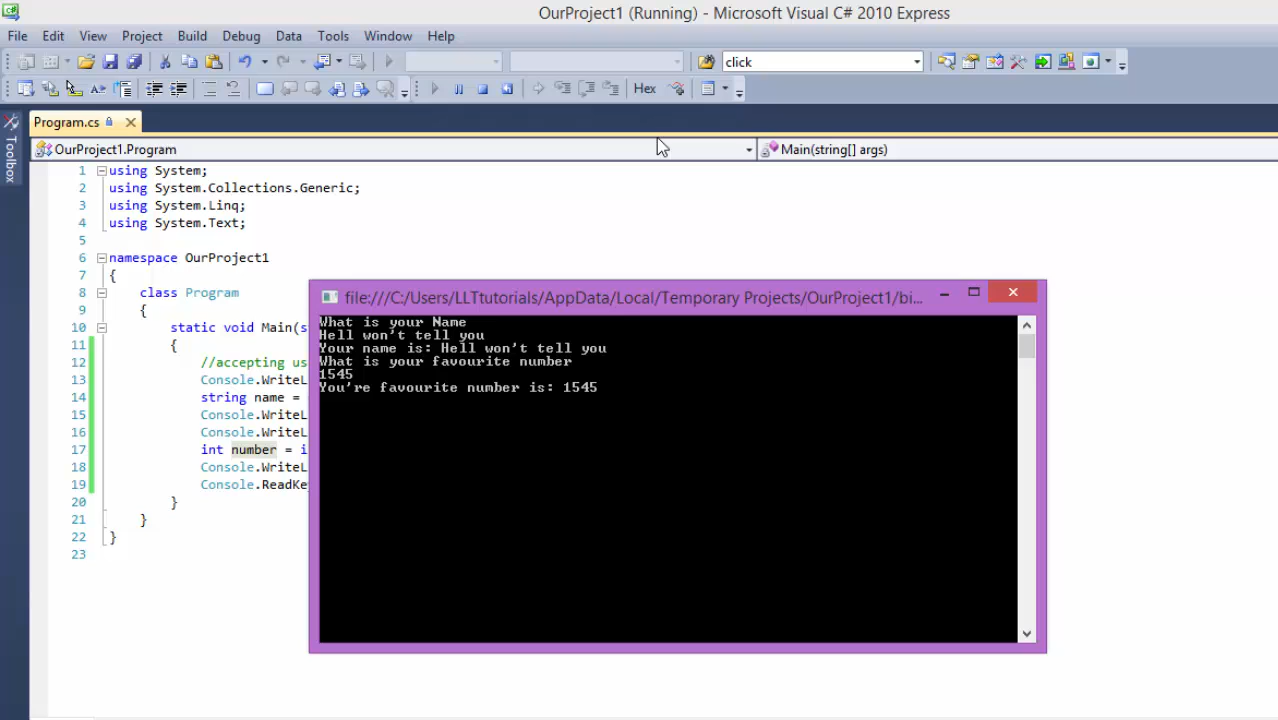 OurProject1 (Running) - Microsoft Visual C# 2010 Express
File Edit View Project Build Debug Data Tools Window Help
click
Hex
Toolbox
Program.cs
OurProject1.Program
Main(string[] args)
1 using System;
2 using System.Collections.Generic;
3 using System.Linq;
4 using System.Text;
5
6 namespace OurProject1
7 {
8 class Program
9 {
10 static void Main(s
11 {
12 //accepting us
13 Console.WriteL
14 string name =
15 Console.WriteL
16 Console.WriteL
17 int number = i
18 Console.WriteL
19 Console.ReadKe
20 }
21 }
22 }
23
file:///C:/Users/LLTtutorials/AppData/Local/Temporary Projects/OurProject1/bi...
What is your Name
Hell won't tell you
Your name is: Hell won't tell you
What is your favourite number
1545
You're favourite number is: 1545